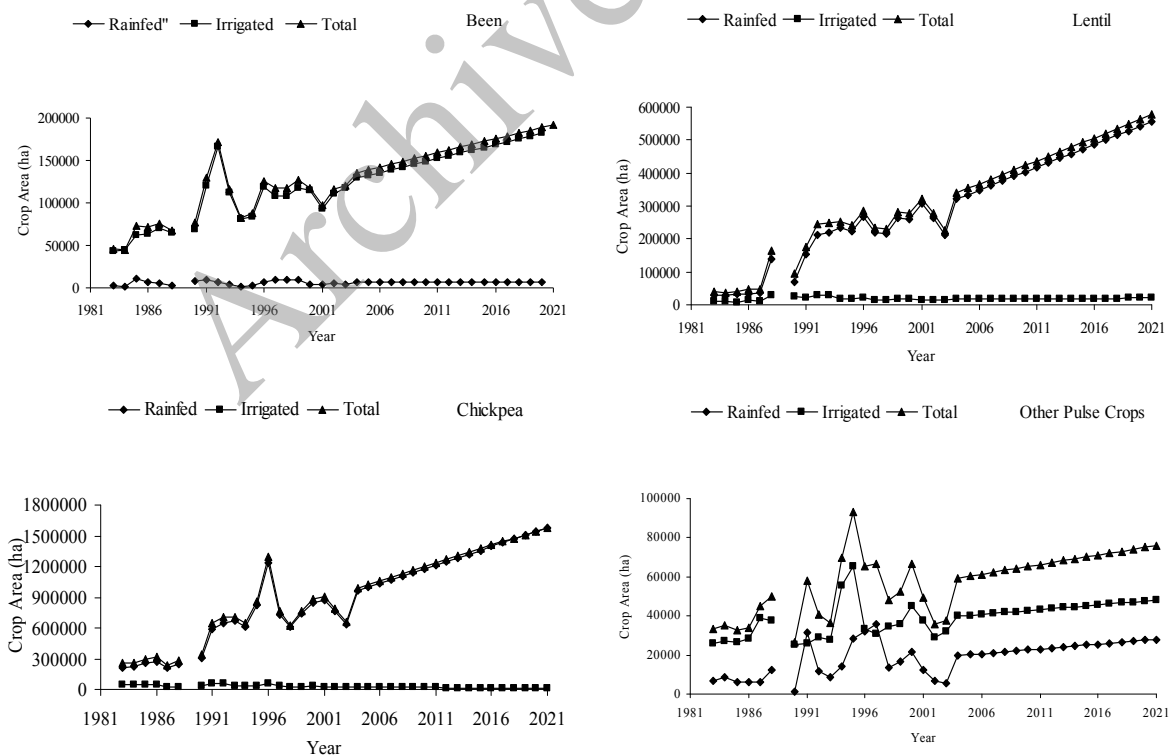 Rainfed" Irrigated Total Been
200000
150000
100000
50000
0
Crop Area (ha)
1981 1986 1991 1996 2001 2006 2011 2016 2021
Year
Rainfed Irrigated Total Lentil
600000
500000
400000
300000
200000
100000
0
Crop Area (ha)
1981 1986 1991 1996 2001 2006 2011 2016 2021
Year
Rainfed Irrigated Total Chickpea
1800000
1500000
1200000
900000
600000
300000
0
Crop Area (ha)
1981 1986 1991 1996 2001 2006 2011 2016 2021
Year
Rainfed Irrigated Total Other Pulse Crops
100000
80000
60000
40000
20000
0
Crop Area (ha)
1981 1986 1991 1996 2001 2006 2011 2016 2021
Year
Archive